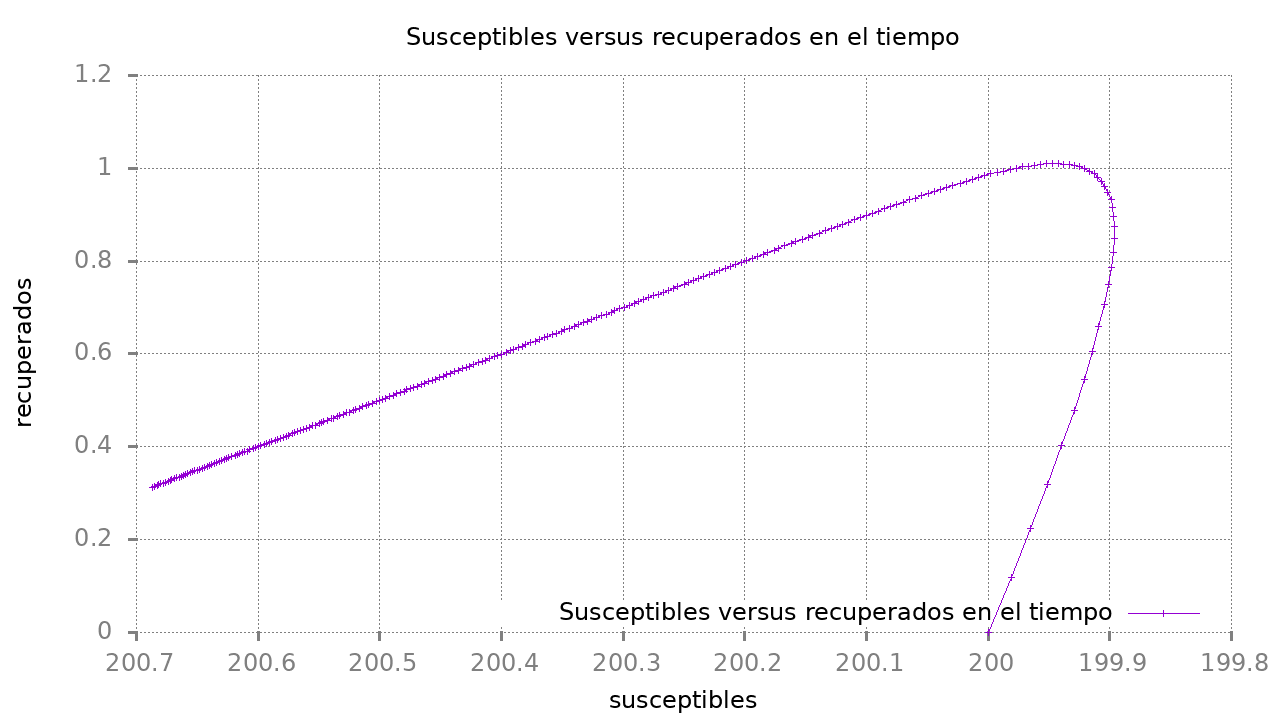 Susceptibles versus recuperados en el tiempo
1.2
1
0.8
0.6
0.4
0.2
0
recuperados
Susceptibles versus recuperados en el tiempo
200.7 200.6 200.5 200.4 200.3 200.2 200.1 200 199.9 199.8
susceptibles